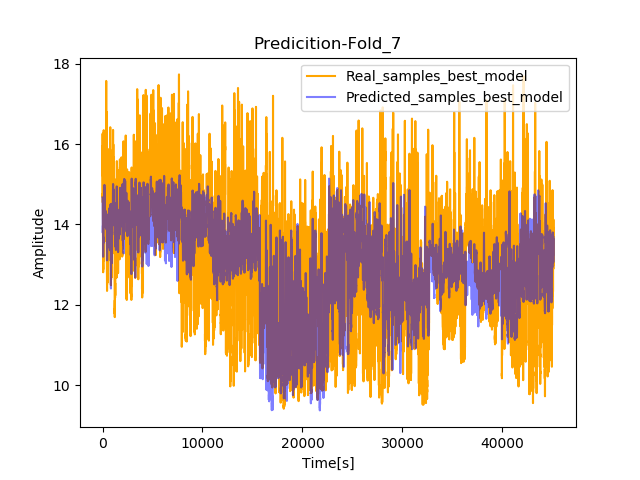 Predicition-Fold_7
Real_samples_best_model
Predicted_samples_best_model
Amplitude
18
16
14
12
10
0 10000 20000 30000 40000
Time[s]